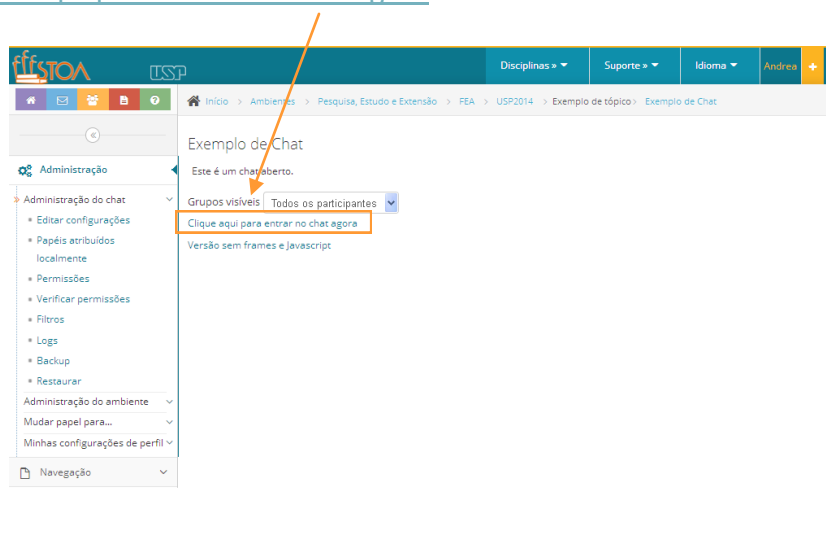 STOA USP
Disciplinas » Suporte » Idioma Andrea +
Início > Ambientes > Pesquisa, Estudo e Extensão > FEA > USP2014 > Exemplo de tópico > Exemplo de Chat
Exemplo de Chat
Este é um chat aberto.
Grupos visíveis Todos os participantes
Clique aqui para entrar no chat agora
Versão sem frames e Javascript
Administração
Administração do chat
Editar configurações
Papéis atribuídos
localmente
Permissões
Verificar permissões
Filtros
Logs
Backup
Restaurar
Administração do ambiente
Mudar papel para...
Minhas configurações de perfil
Navegação